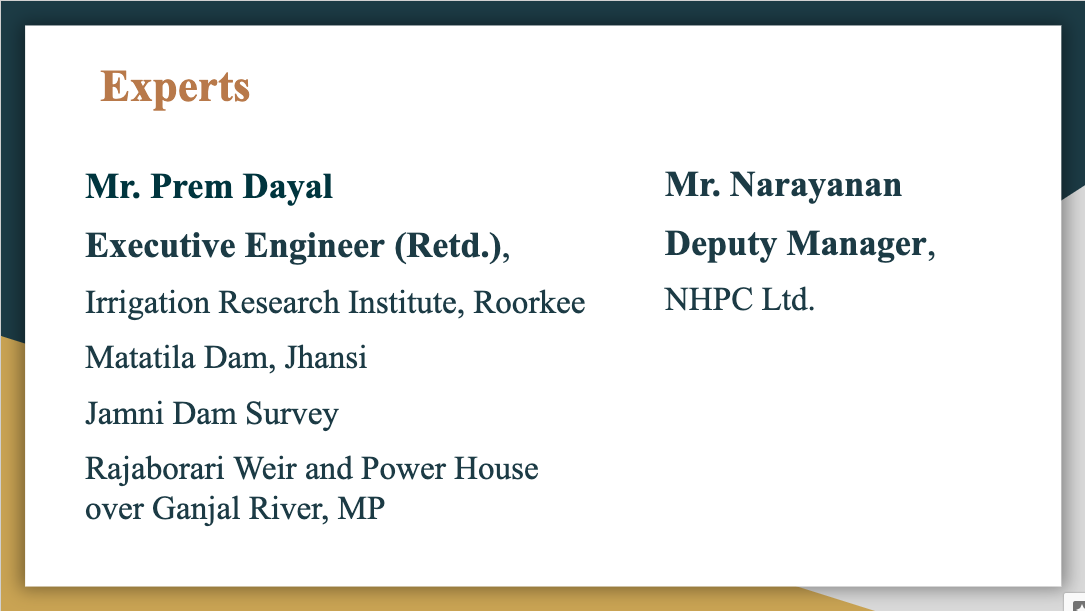 Experts
Mr. Prem Dayal
Executive Engineer (Retd.),
Irrigation Research Institute, Roorkee
Matatila Dam, Jhansi
Jamni Dam Survey
Rajaborari Weir and Power House
over Ganjal River, MP
Mr. Narayanan
Deputy Manager,
NHPC Ltd.